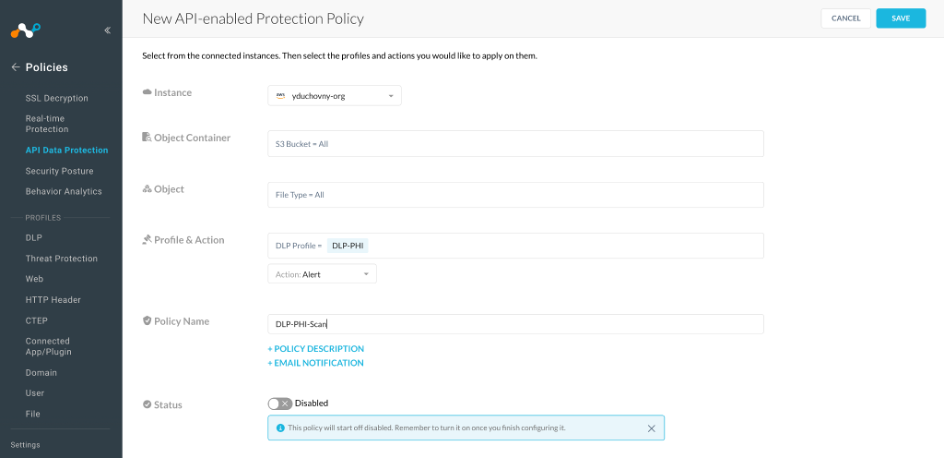 New API-enabled Protection Policy
CANCEL
SAVE
Policies
SSL Decryption
Real-time
Protection
API Data Protection
Security Posture
Behavior Analytics
PROFILES
DLP
Threat Protection
Web
HTTP Header
CTEP
Connected
App/Plugin
Domain
User
File
Settings
Select from the connected instances. Then select the profiles and actions you would like to apply on them.
Instance
aws yduchovny-org
Object Container
S3 Bucket = All
Object
File Type = All
Profile & Action
DLP Profile = DLP-PHI
Action: Alert
Policy Name
DLP-PHI-Scan
+ POLICY DESCRIPTION
+ EMAIL NOTIFICATION
Status
Disabled
This policy will start off disabled. Remember to turn it on once you finish configuring it.